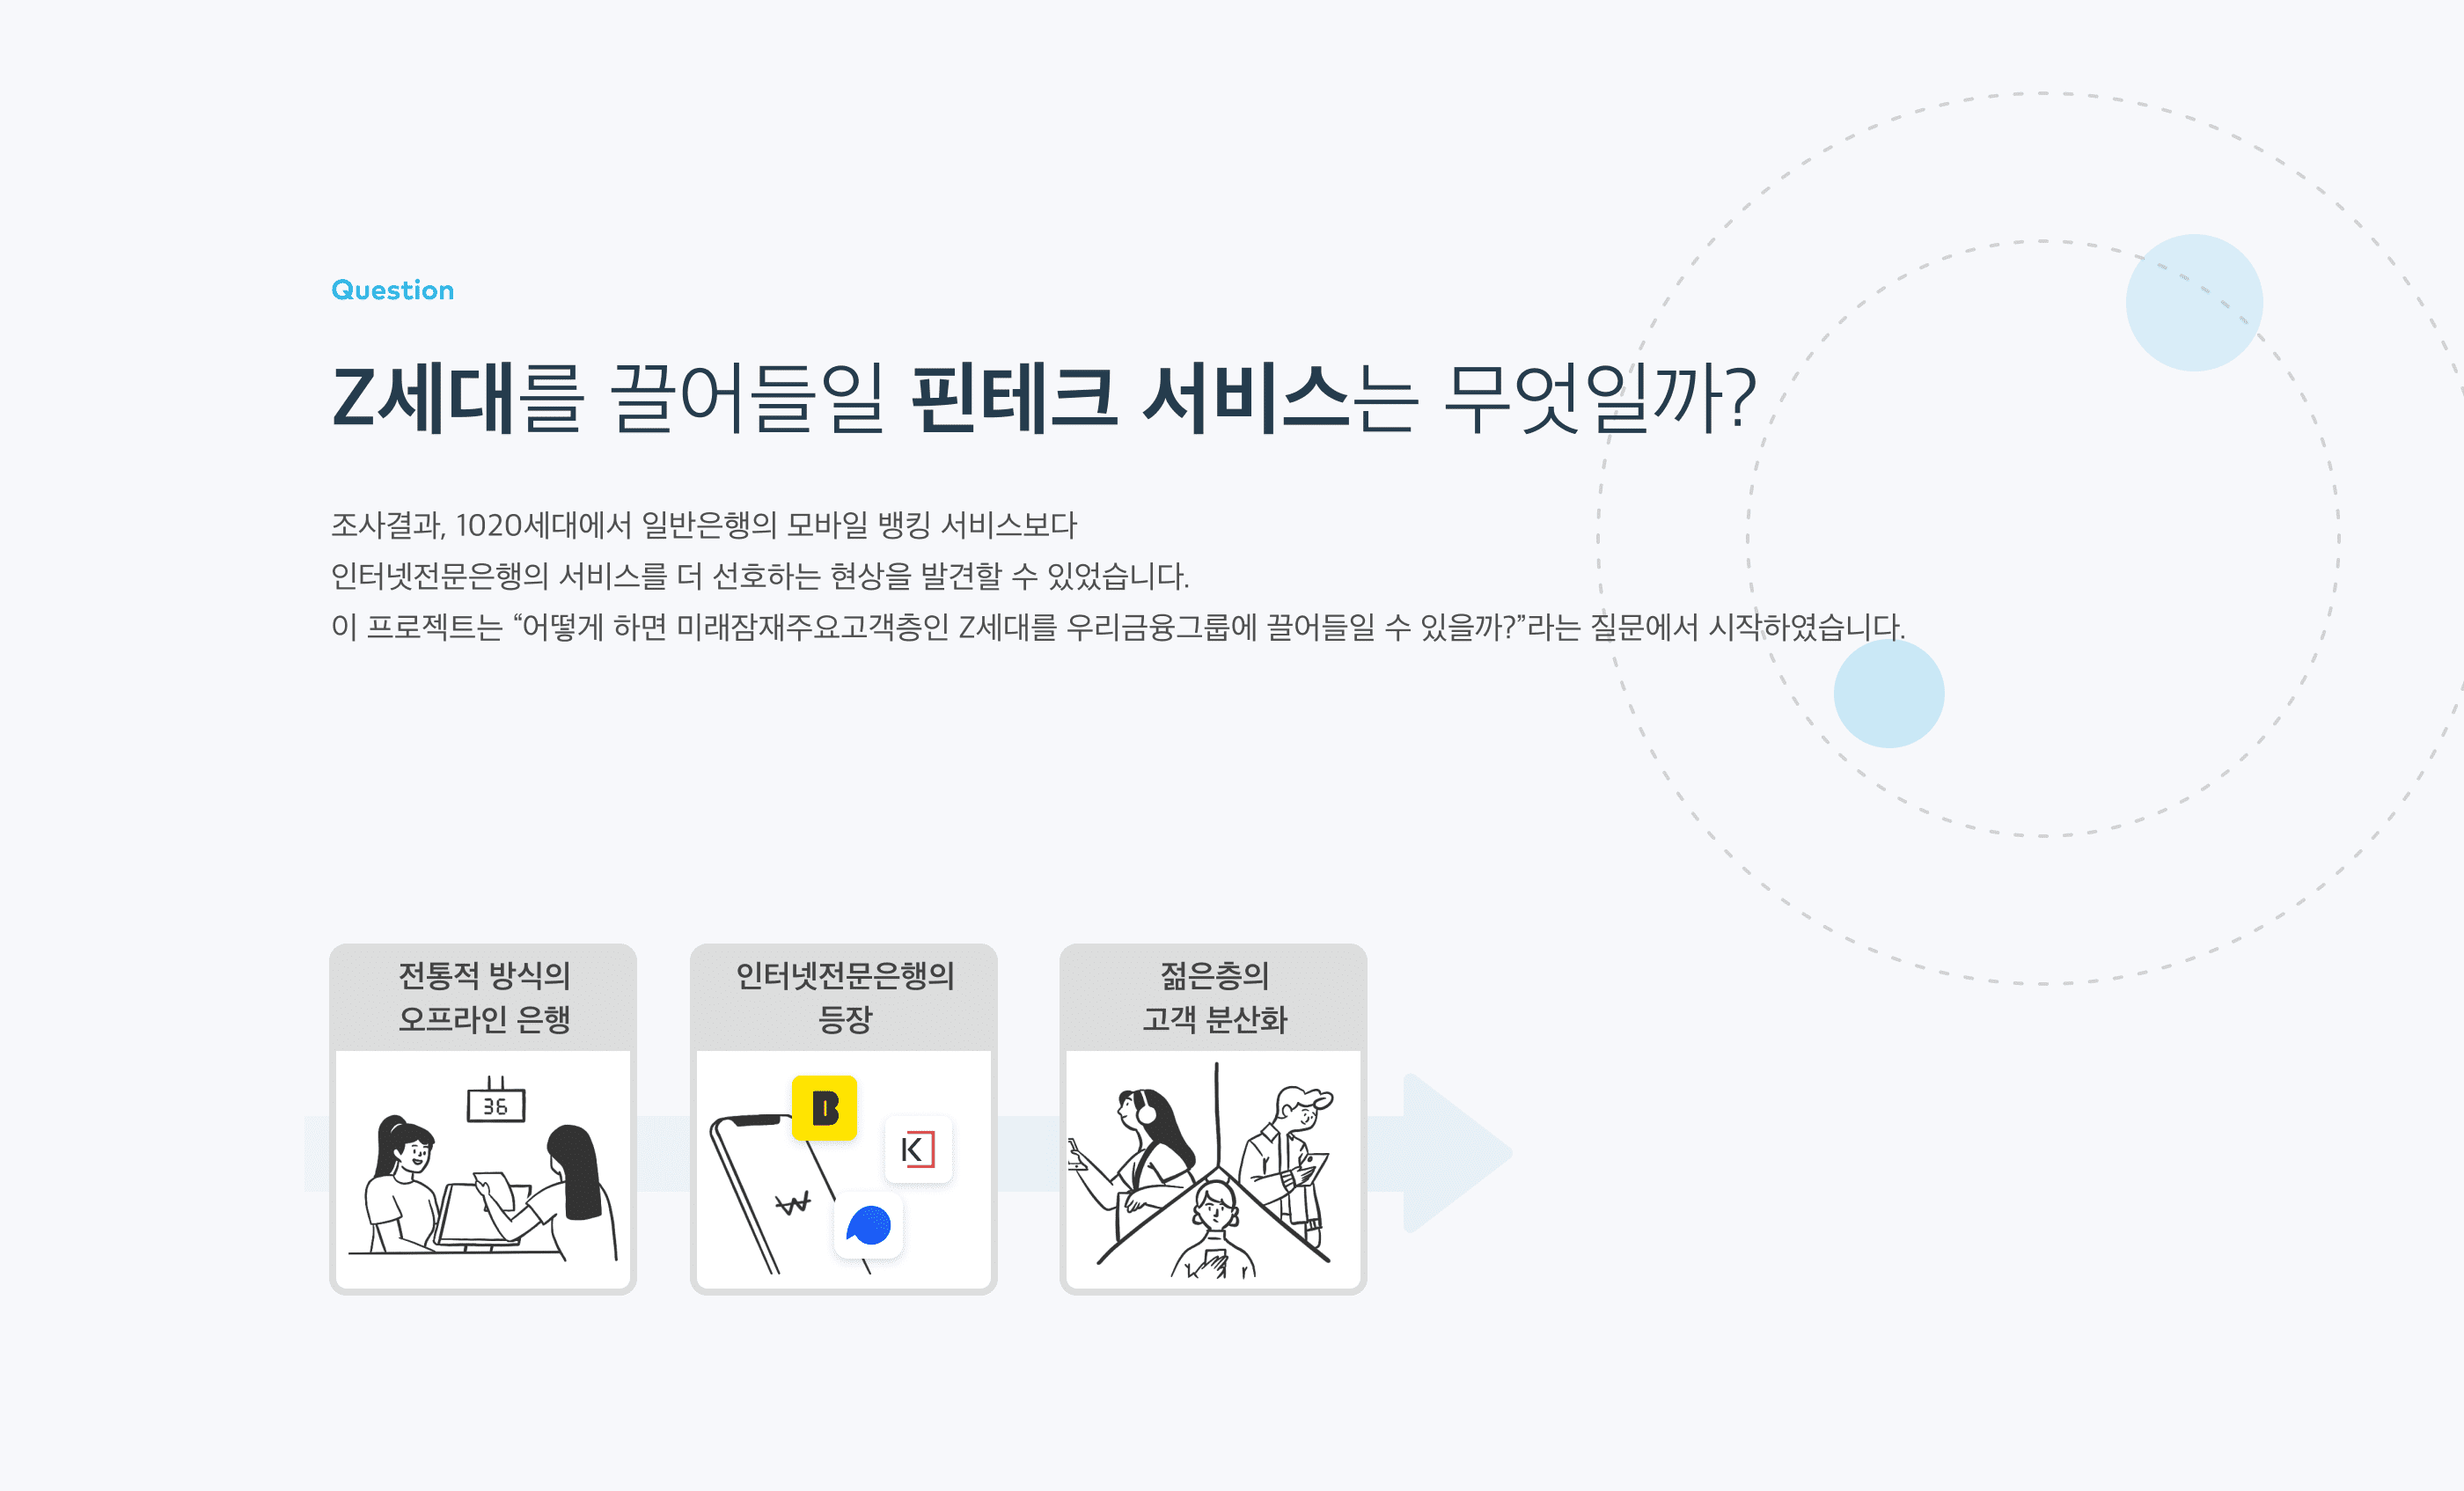 Question
Z세대를 끌어들일 핀테크 서비스는 무엇일까?
조사결과, 1020세대에서 일반은행의 모바일 뱅킹 서비스보다
인터넷전문은행의 서비스를 더 선호하는 현상을 발견할 수 있었습니다.
이 프로젝트는 “어떻게 하면 미래잠재주요고객층인 Z세대를 우리금융그룹에 끌어들일 수 있을까?”라는 질문에서 시작하였습니다.
전통적 방식의
오프라인 은행
36
인터넷전문은행의
등장
B
K
₩
젊은층의
고객 분산화